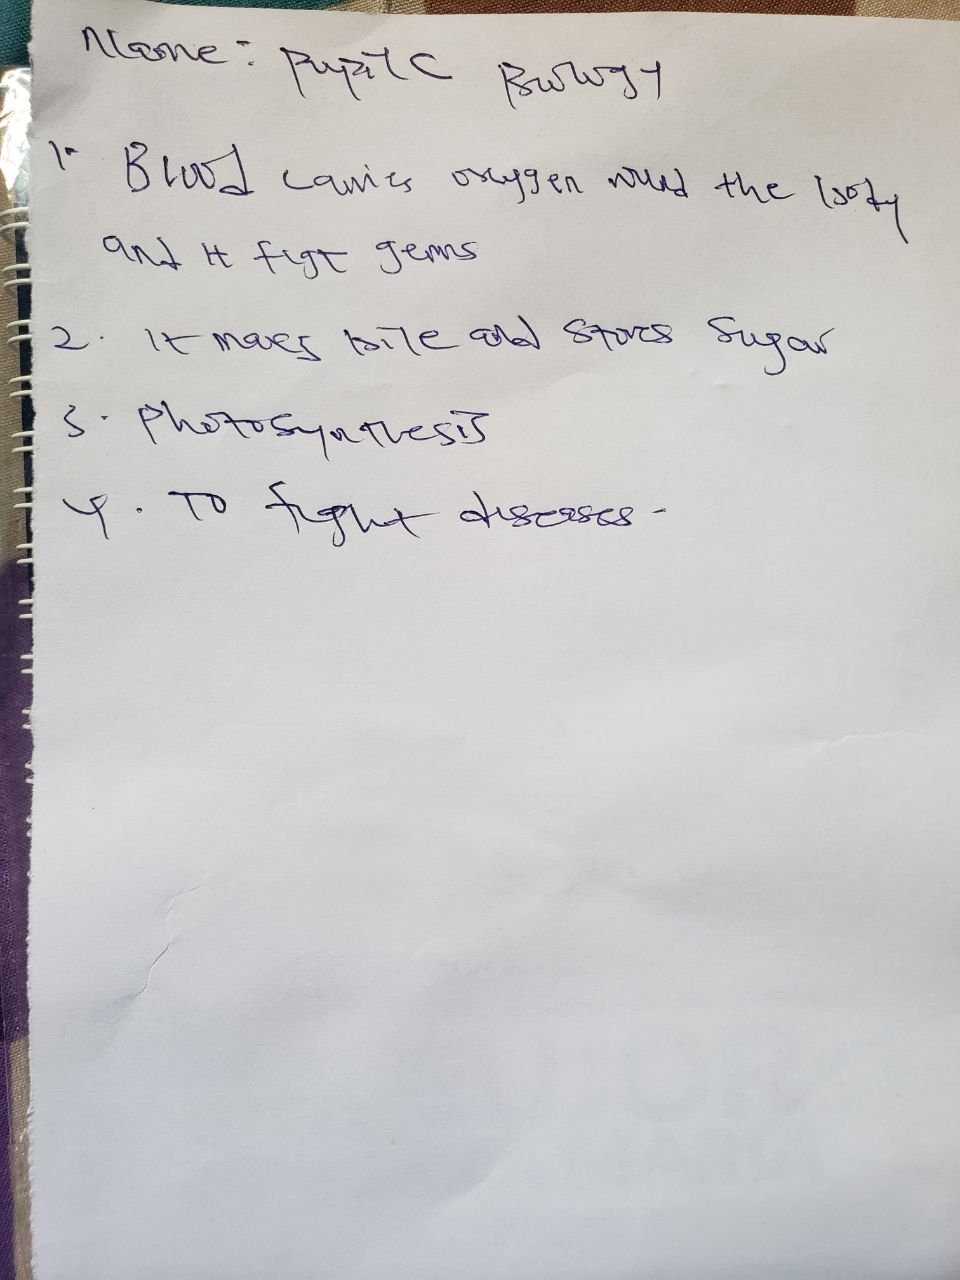 Name: Pupil C Biology
1. Blood carries oxygen round the body
and it figt germs
2. It maks bile and stores sugar
3. Photosynthesis
4. To fight diseases.